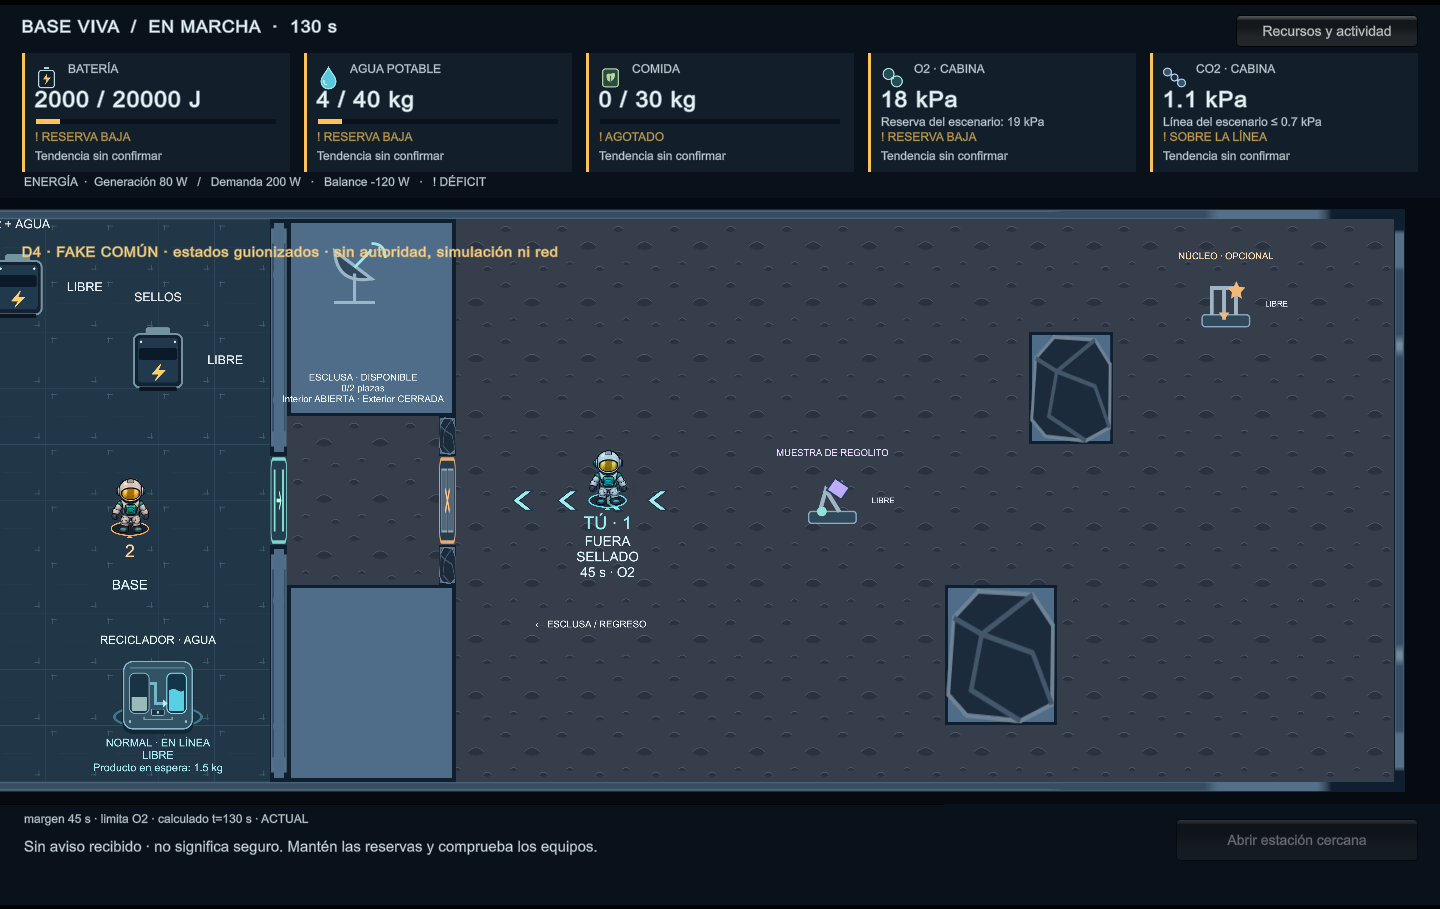 BASE VIVA / EN MARCHA · 130 s
Recursos y actividad
BATERÍA
2000 / 20000 J
! RESERVA BAJA
Tendencia sin confirmar
AGUA POTABLE
4 / 40 kg
! RESERVA BAJA
Tendencia sin confirmar
COMIDA
0 / 30 kg
! AGOTADO
Tendencia sin confirmar
O2 · CABINA
18 kPa
Reserva del escenario: 19 kPa
! RESERVA BAJA
Tendencia sin confirmar
CO2 · CABINA
1.1 kPa
Línea del escenario ≤ 0.7 kPa
! SOBRE LA LÍNEA
Tendencia sin confirmar
ENERGÍA · Generación 80 W / Demanda 200 W · Balance -120 W · ! DÉFICIT
+ AGUA
D4 · FAKE COMÚN · estados guionizados · sin autoridad, simulación ni red
LIBRE
SELLOS
LIBRE
ESCLUSA · DISPONIBLE
0/2 plazas
Interior ABIERTA · Exterior CERRADA
NÚCLEO · OPCIONAL
LIBRE
MUESTRA DE REGOLITO
LIBRE
TÚ · 1
FUERA
SELLADO
45 s · O2
‹ ESCLUSA / REGRESO
2
BASE
RECICLADOR · AGUA
NORMAL · EN LÍNEA
LIBRE
Producto en espera: 1.5 kg
margen 45 s · limita O2 · calculado t=130 s · ACTUAL
Sin aviso recibido · no significa seguro. Mantén las reservas y comprueba los equipos.
Abrir estación cercana